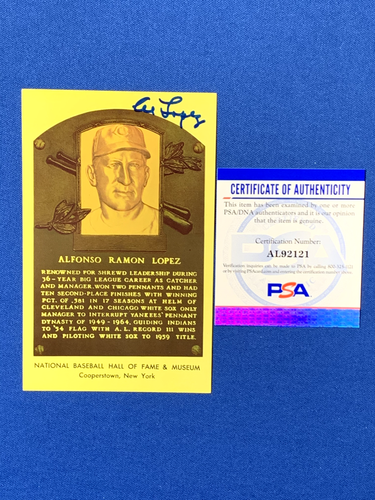 Al Lopez
ALFONSO RAMON LOPEZ
RENOWNED FOR SHREWD LEADERSHIP DURING
36-YEAR BIG LEAGUE CAREER AS CATCHER
AND MANAGER. WON TWO PENNANTS AND HAD
TEN SECOND-PLACE FINISHES WITH WINNING
PCT. OF .581 IN 17 SEASONS AT HELM OF
CLEVELAND AND CHICAGO WHITE SOX ONLY
MANAGER TO INTERRUPT YANKEES' PENNANT
DYNASTY OF 1949-1964, GUIDING INDIANS
TO '54 FLAG WITH A.L. RECORD 111 WINS
AND PILOTING WHITE SOX TO 1959 TITLE.
NATIONAL BASEBALL HALL OF FAME & MUSEUM
Cooperstown, New York
CERTIFICATE OF AUTHENTICITY
This item has been examined by one or more
PSA/DNA authenticators and it is our opinion
that the item is genuine.
Certification Number:
AL92121
PSA